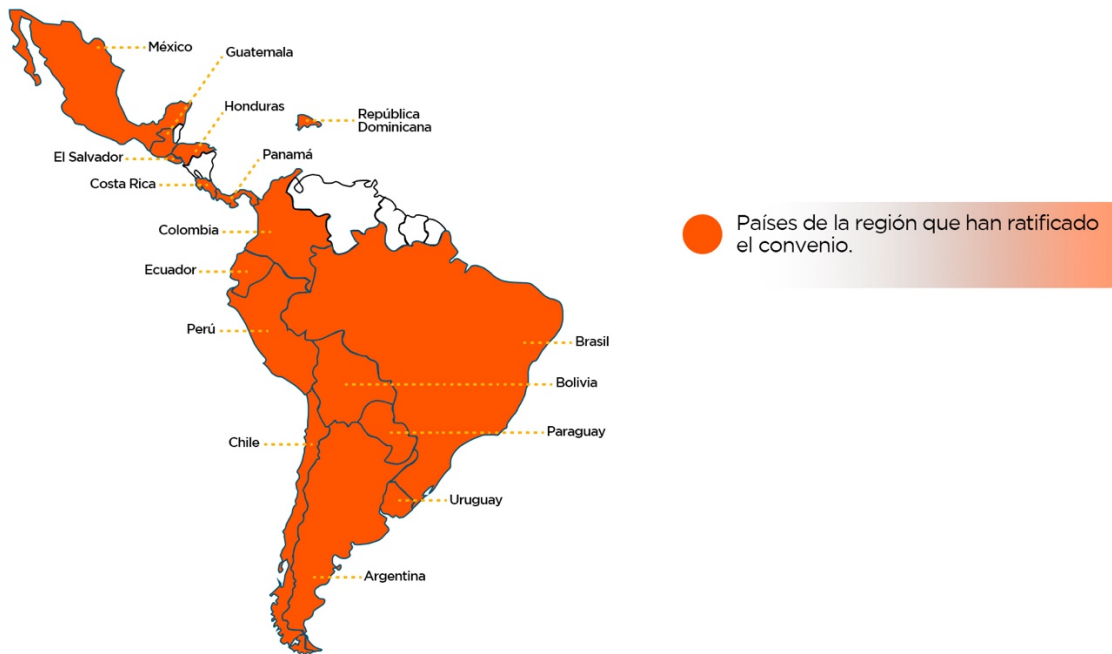 México
Guatemala
Honduras
República
Dominicana
El Salvador
Panamá
Costa Rica
Colombia
Ecuador
Perú
Brasil
Bolivia
Paraguay
Chile
Uruguay
Argentina
Países de la región que han ratificado
el convenio.